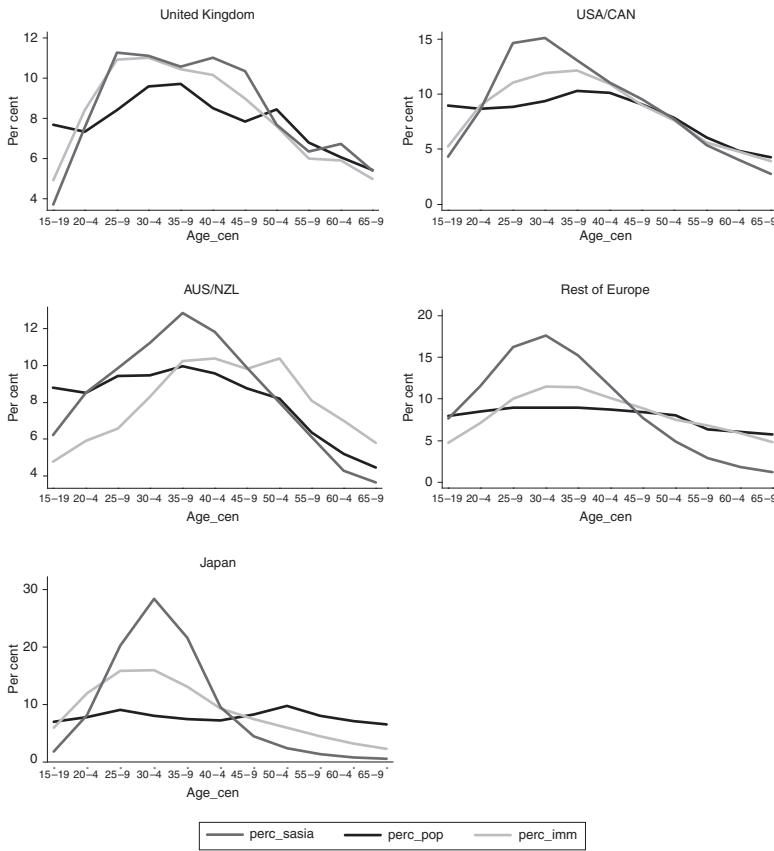 United Kingdom
12
10
8
6
4
Per cent
15–19 20–4 25–9 30–4 35–9 40–4 45–9 50–4 55–9 60–4 65–9
Age_cen
USA/CAN
15
10
5
0
Per cent
15–19 20–4 25–9 30–4 35–9 40–4 45–9 50–4 55–9 60–4 65–9
Age_cen
AUS/NZL
12
10
8
6
4
Per cent
15–19 20–4 25–9 30–4 35–9 40–4 45–9 50–4 55–9 60–4 65–9
Age_cen
Rest of Europe
20
15
10
5
0
Per cent
15–19 20–4 25–9 30–4 35–9 40–4 45–9 50–4 55–9 60–4 65–9
Age_cen
Japan
30
20
10
0
Per cent
15–19 20–4 25–9 30–4 35–9 40–4 45–9 50–4 55–9 60–4 65–9
Age_cen
perc_sasia perc_pop perc_imm